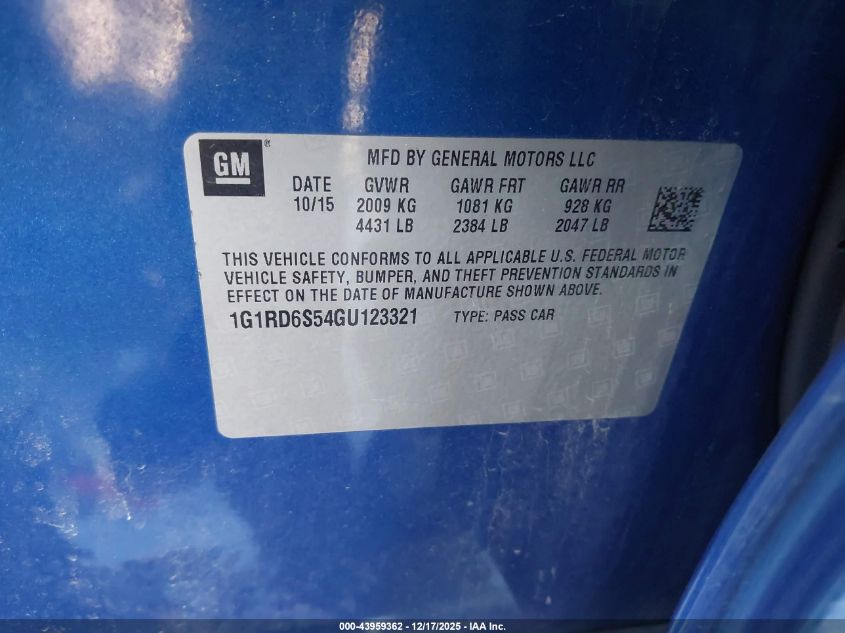 GM®
MFD BY GENERAL MOTORS LLC
DATE GVWR GAWR FRT GAWR RR
10/15 2009 KG 1081 KG 928 KG
4431 LB 2384 LB 2047 LB
THIS VEHICLE CONFORMS TO ALL APPLICABLE U.S. FEDERAL MOTOR
VEHICLE SAFETY, BUMPER, AND THEFT PREVENTION STANDARDS IN
EFFECT ON THE DATE OF MANUFACTURE SHOWN ABOVE.
1G1RD6S54GU123321 TYPE: PASS CAR
000-43959362 - 12/17/2025 - IAA Inc.